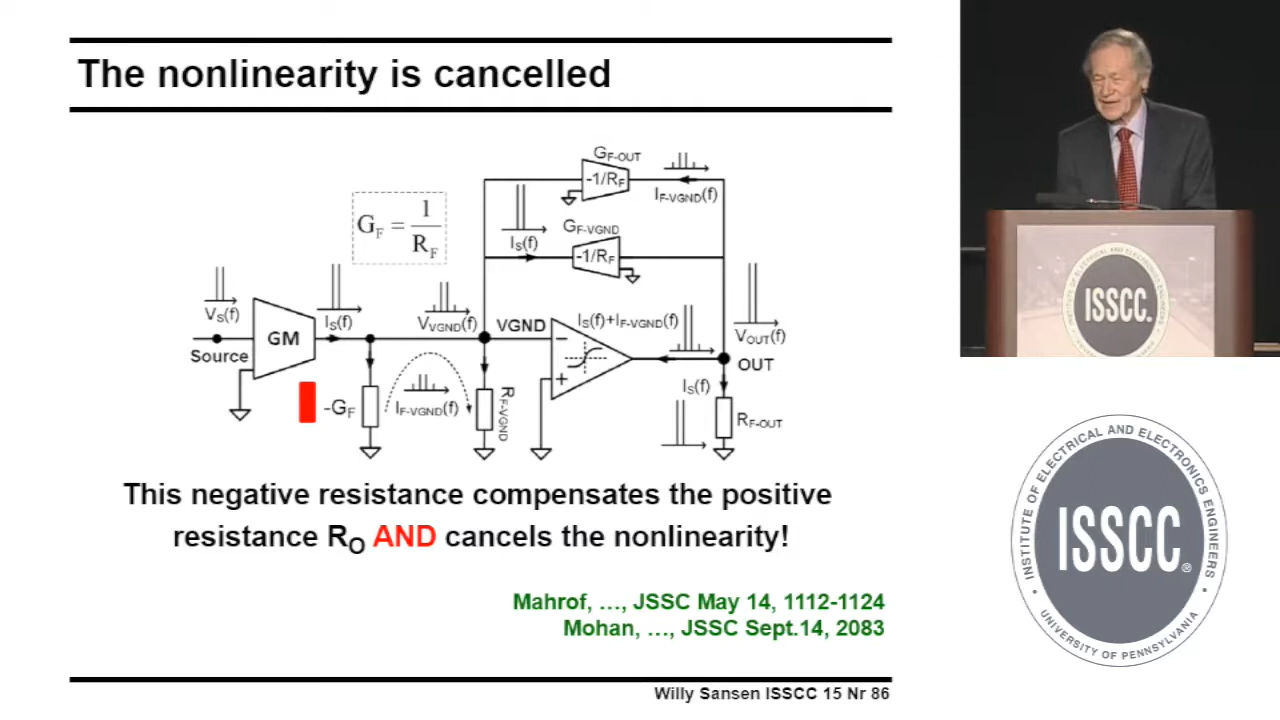 The nonlinearity is cancelled
G_F-OUT
-1/R_F
I_F-VGND(f)
G_F = 1/R_F
I_S(f)
G_F-VGND
-1/R_F
V_S(f)
I_S(f)
V_VGND(f)
VGND
I_S(f)+I_F-VGND(f)
V_OUT(f)
GM
Source
OUT
-G_F
I_F-VGND(f)
R_F-VGND
I_S(f)
R_F-OUT
This negative resistance compensates the positive
resistance R_O AND cancels the nonlinearity!
Mahrof, ..., JSSC May 14, 1112-1124
Mohan, ..., JSSC Sept.14, 2083
Willy Sansen ISSCC 15 Nr 86
ISSCC.
INSTITUTE OF ELECTRICAL AND ELECTRONICS ENGINEERS
ISSCC®
UNIVERSITY OF PENNSYLVANIA